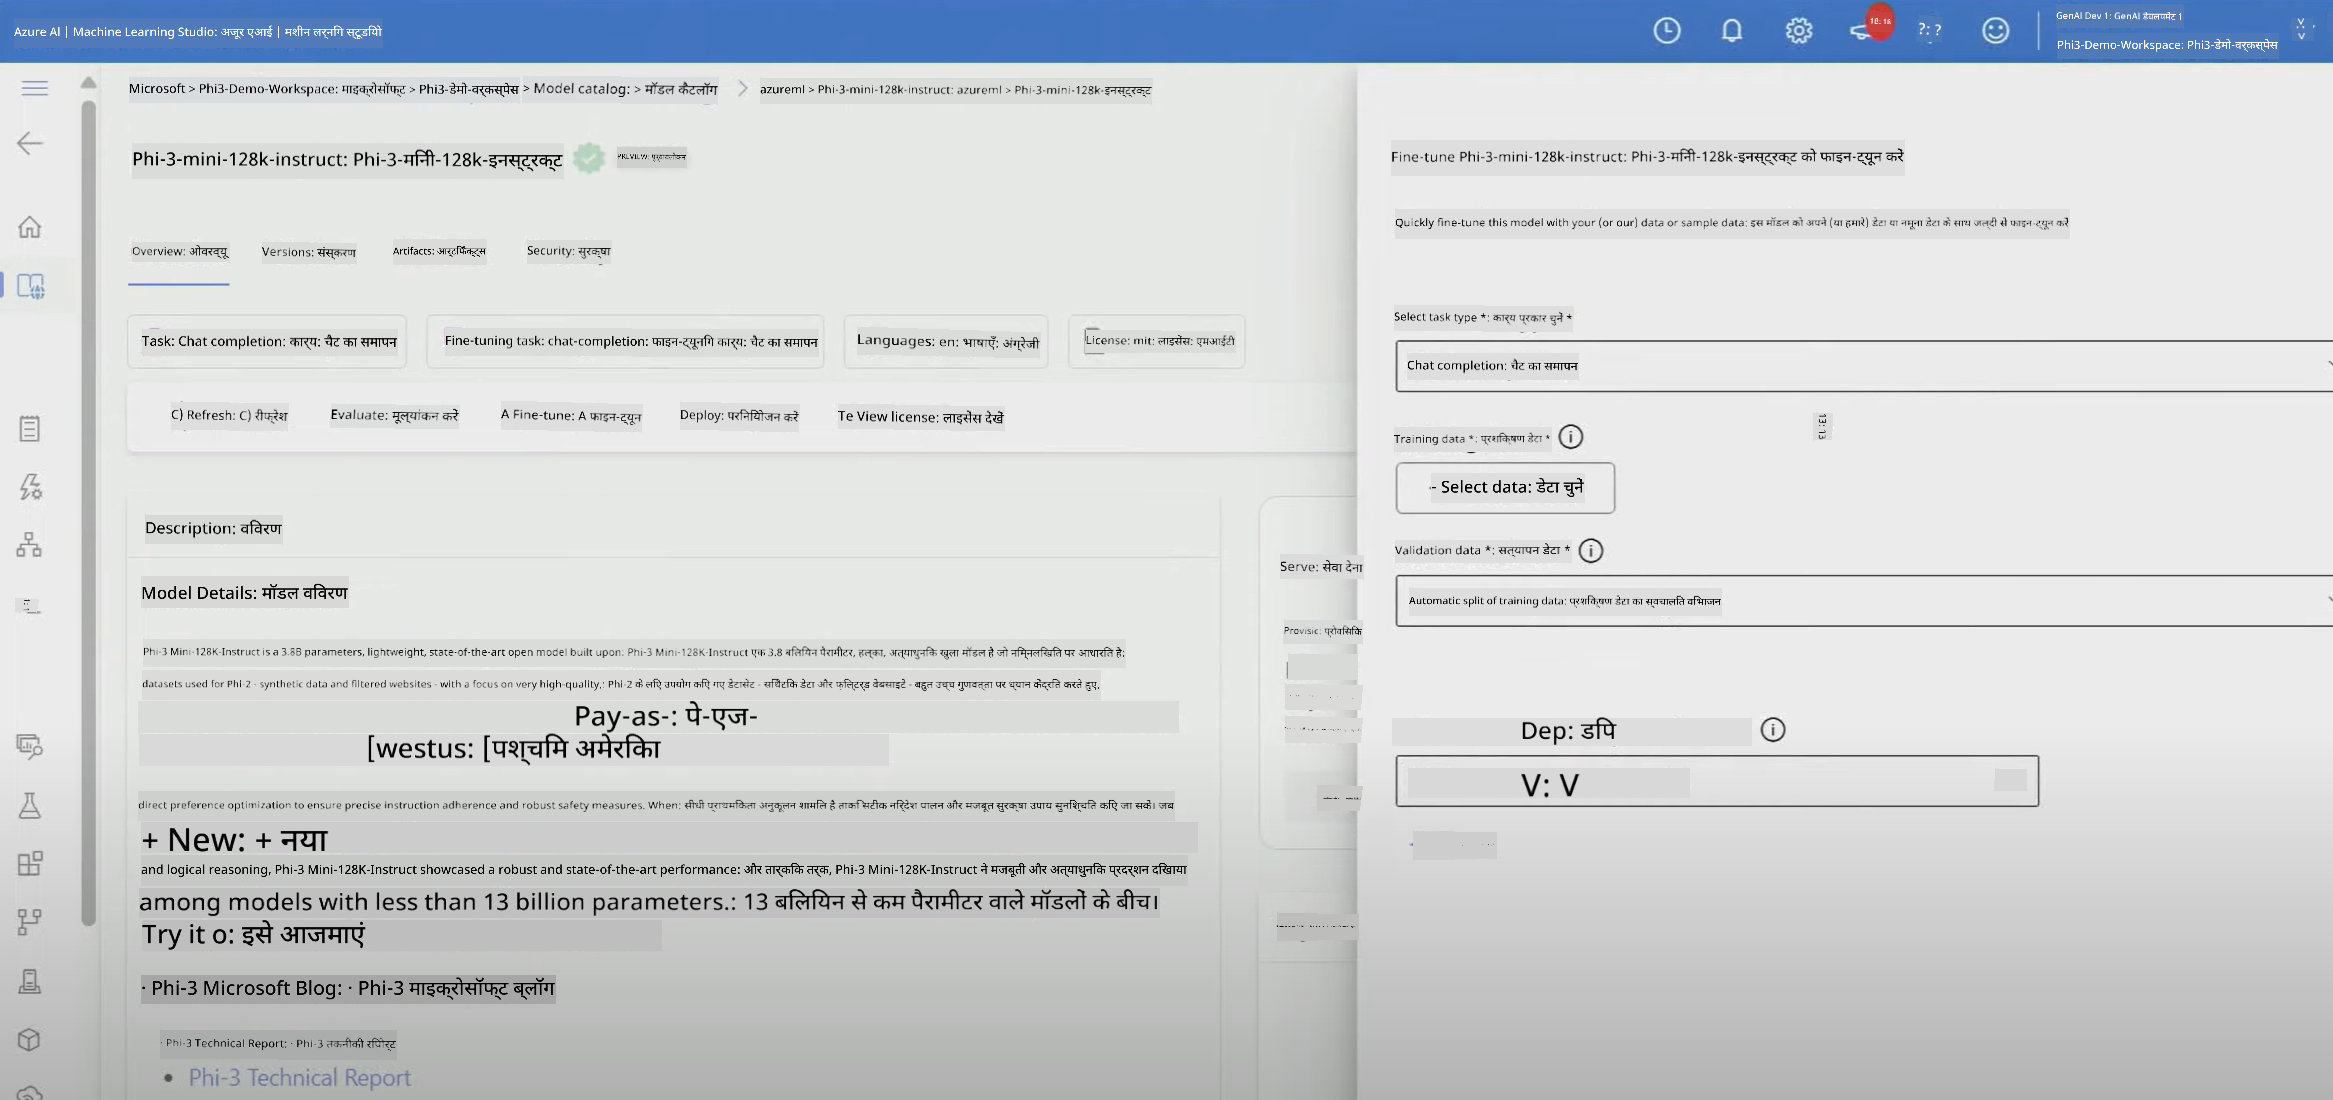 Azure AI | Machine Learning Studio: अजूर एआई | मशीन लर्निंग स्टूडियो
18: 16
?: ?
GenAI Dev 1: GenAI डेवलपमेंट 1
Phi3-Demo-Workspace: Phi3-डेमो-वर्कस्पेस
Microsoft > Phi3-Demo-Workspace: माइक्रोसॉफ्ट > Phi3-डेमो-वर्कस्पेस > Model catalog: > मॉडल कैटलॉग
azureml > Phi-3-mini-128k-instruct: azureml > Phi-3-mini-128k-इनस्ट्रक्ट
Phi-3-mini-128k-instruct: Phi-3-मिनी-128k-इनस्ट्रक्ट
PREVIEW: पूर्वावलोकन
Overview: ओवरव्यू
Versions: संस्करण
Artifacts: आर्टिफैक्ट्स
Security: सुरक्षा
Task: Chat completion: कार्य: चैट का समापन
Fine-tuning task: chat-completion: फाइन-ट्यूनिंग कार्य: चैट का समापन
Languages: en: भाषाएँ: अंग्रेजी
License: mit: लाइसेंस: एमआईटी
C) Refresh: C) रीफ्रेश
Evaluate: मूल्यांकन करें
A Fine-tune: A फाइन-ट्यून
Deploy: परिनियोजन करें
Te View license: लाइसेंस देखें
Description: विवरण
Model Details: मॉडल विवरण
Phi-3 Mini-128K-Instruct is a 3.8B parameters, lightweight, state-of-the-art open model built upon: Phi-3 Mini-128K-Instruct एक 3.8 बिलियन पैरामीटर, हल्का, अत्याधुनिक खुला मॉडल है जो निम्नलिखित पर आधारित है:
datasets used for Phi-2 - synthetic data and filtered websites - with a focus on very high-quality,: Phi-2 के लिए उपयोग किए गए डेटासेट - सिंथेटिक डेटा और फ़िल्टर्ड वेबसाइटें - बहुत उच्च गुणवत्ता पर ध्यान केंद्रित करते हुए,
Pay-as-: पे-एज-
[westus: [पश्चिम अमेरिका
direct preference optimization to ensure precise instruction adherence and robust safety measures. When: सीधी प्राथमिकता अनुकूलन शामिल है ताकि सटीक निर्देश पालन और मजबूत सुरक्षा उपाय सुनिश्चित किए जा सकें। जब
+ New: + नया
and logical reasoning, Phi-3 Mini-128K-Instruct showcased a robust and state-of-the-art performance: और तार्किक तर्क, Phi-3 Mini-128K-Instruct ने मजबूती और अत्याधुनिक प्रदर्शन दिखाया
among models with less than 13 billion parameters.: 13 बिलियन से कम पैरामीटर वाले मॉडलों के बीच।
Try it o: इसे आजमाएं
· Phi-3 Microsoft Blog: · Phi-3 माइक्रोसॉफ्ट ब्लॉग
· Phi-3 Technical Report: · Phi-3 तकनीकी रिपोर्ट
• Phi-3 Technical Report
Serve: सेवा देना
Fine-tune Phi-3-mini-128k-instruct: Phi-3-मिनी-128k-इनस्ट्रक्ट को फाइन-ट्यून करें
Quickly fine-tune this model with your (or our) data or sample data: इस मॉडल को अपने (या हमारे) डेटा या नमूना डेटा के साथ जल्दी से फाइन-ट्यून करें
Select task type *: कार्य प्रकार चुनें *
Chat completion: चैट का समापन
13: 13
Training data *: प्रशिक्षण डेटा *
- Select data: डेटा चुनें
Validation data *: सत्यापन डेटा *
Automatic split of training data: प्रशिक्षण डेटा का स्वचालित विभाजन
Dep: डिप
V: V